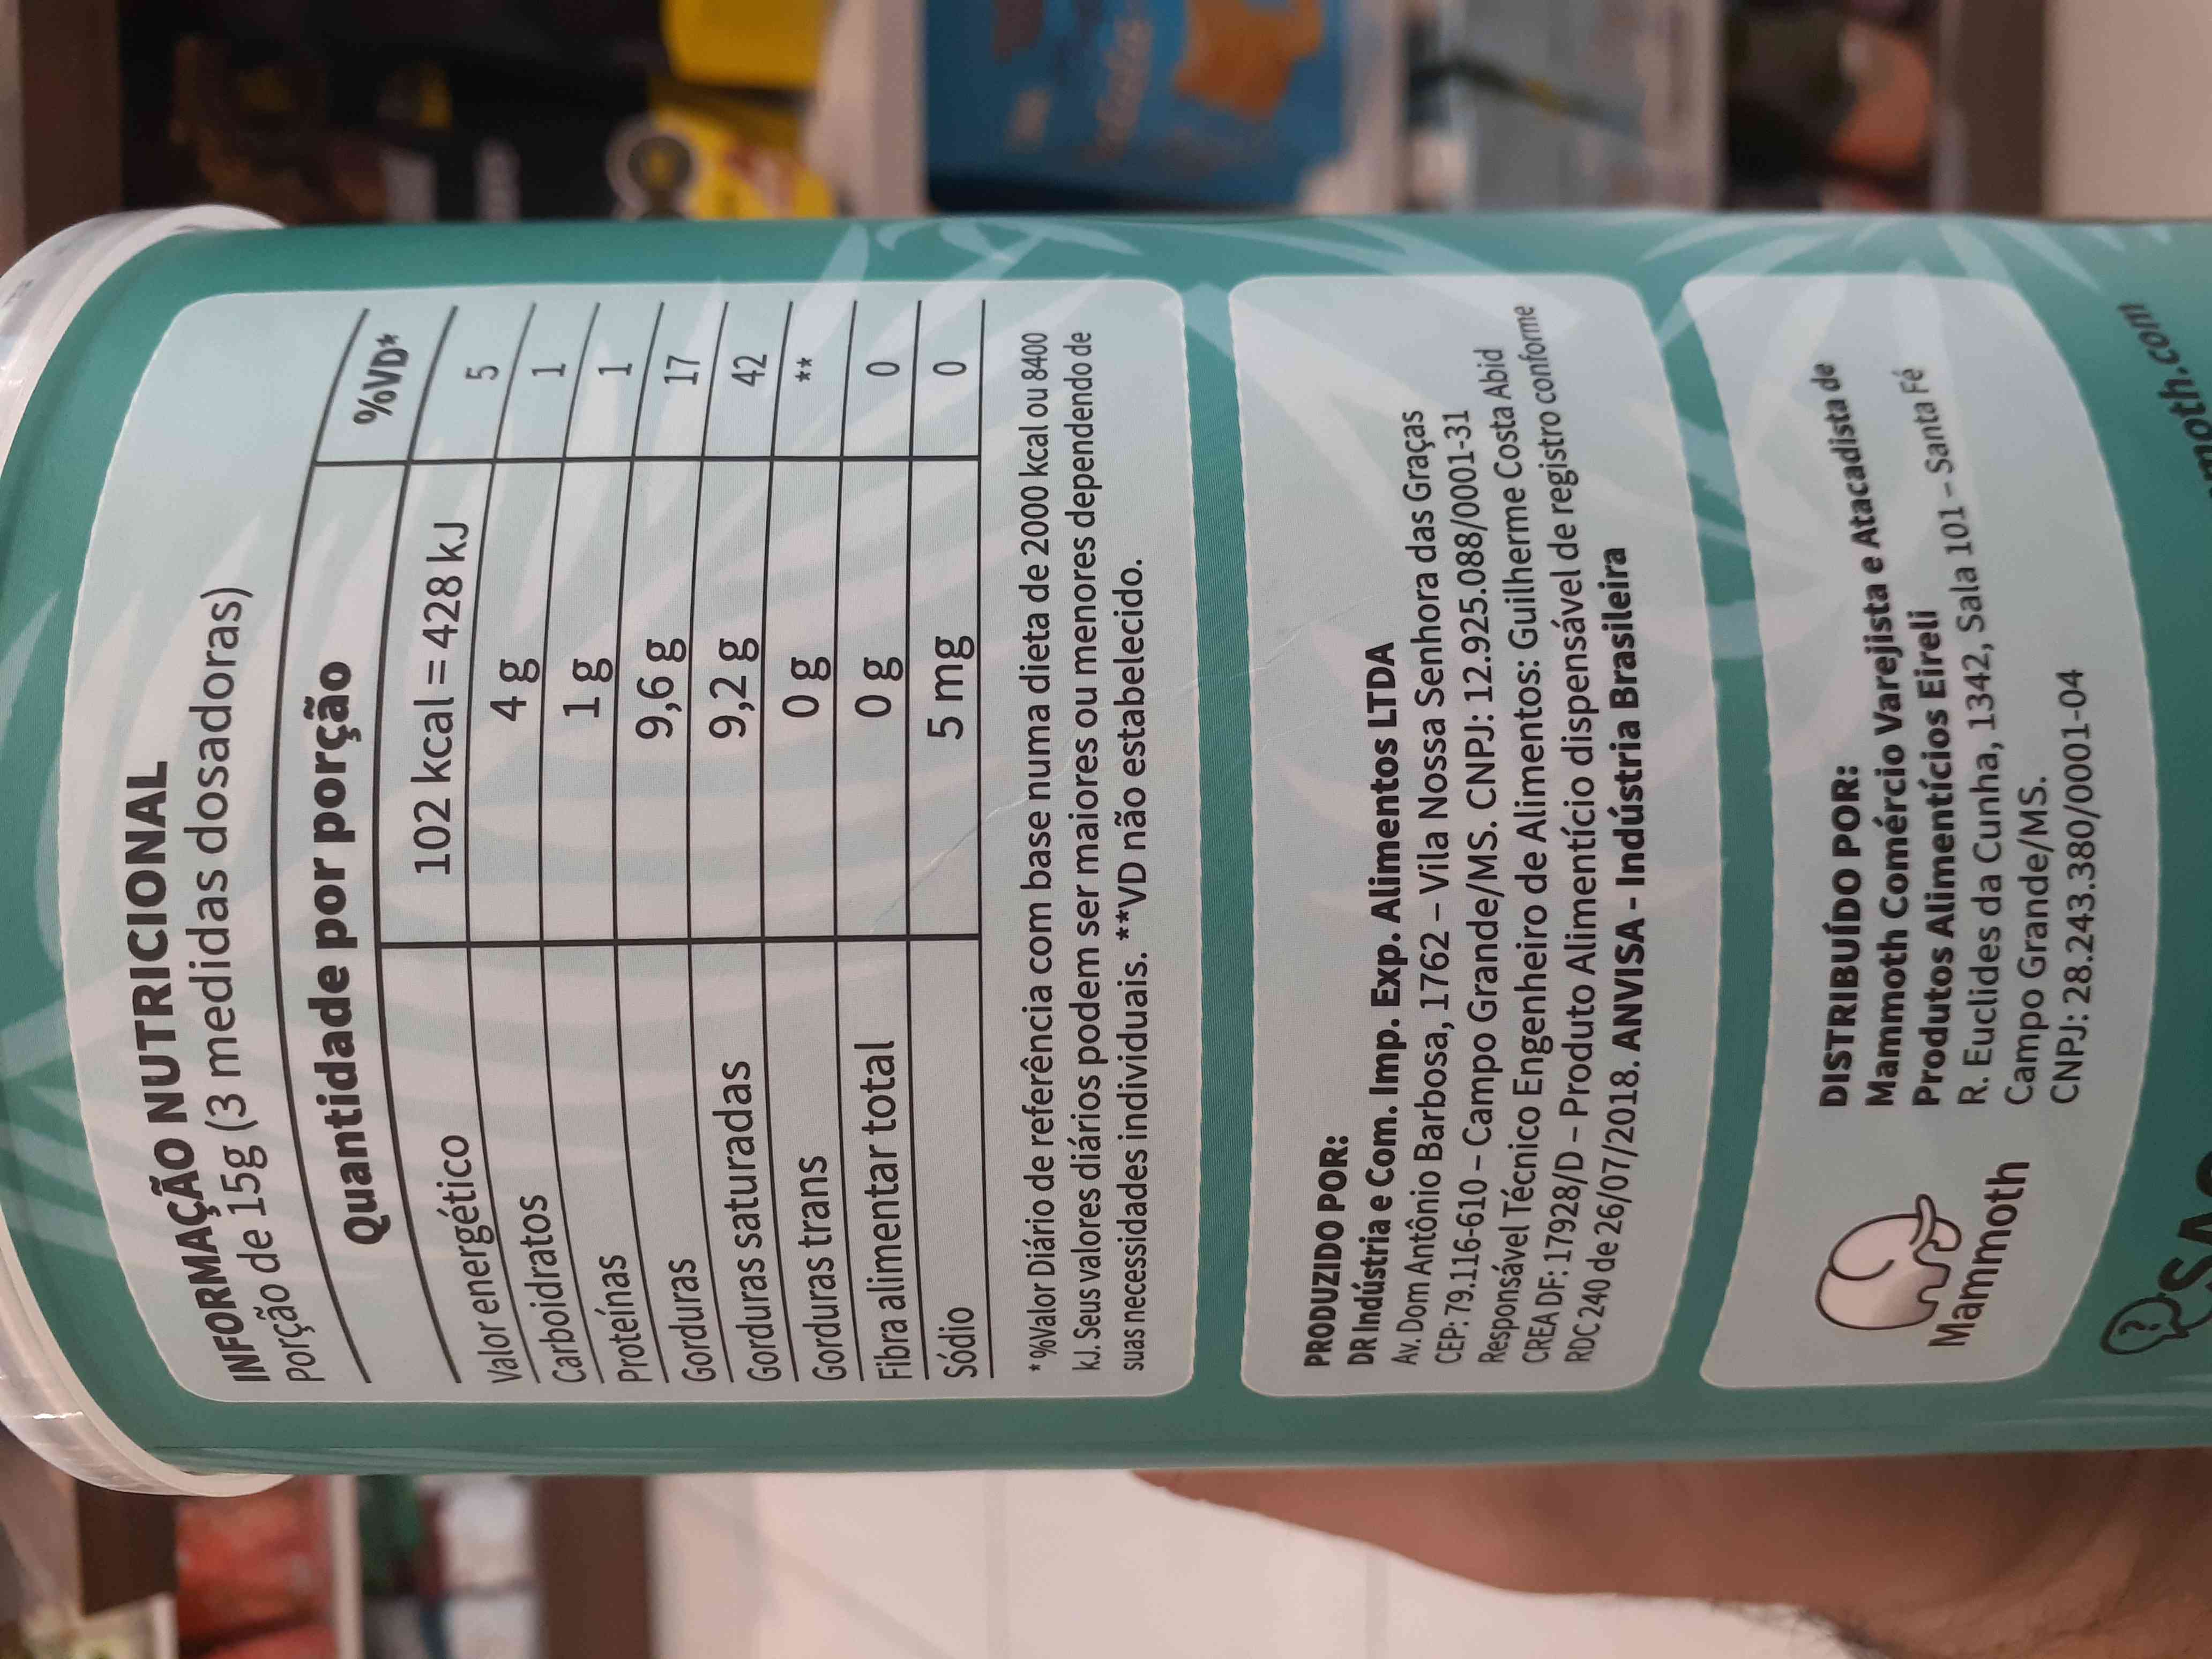 INFORMAÇÃO NUTRICIONAL
porção de 15g (3 medidas dosadoras)
Quantidade por porção %VD*
Valor energético 102 kcal = 428 kJ 5
Carboidratos 4 g 1
Proteínas 1 g 1
Gorduras 9,6 g 17
Gorduras saturadas 9,2 g 42
Gorduras trans 0 g **
Fibra alimentar total 0 g 0
Sódio 5 mg 0
*%Valor Diário de referência com base numa dieta de 2000 kcal ou 8400
kJ. Seus valores diários podem ser maiores ou menores dependendo de
suas necessidades individuais. **VD não estabelecido.
PRODUZIDO POR:
DR Indústria e Com. Imp. Exp. Alimentos LTDA
Av. Dom Antônio Barbosa, 1762 – Vila Nossa Senhora das Graças
CEP: 79.116-610 – Campo Grande/MS. CNPJ: 12.925.088/0001-31
Responsável Técnico Engenheiro de Alimentos: Guilherme Costa Abid
CREA DF: 17928/D – Produto Alimentício dispensável de registro conforme
RDC 240 de 26/07/2018. ANVISA - Indústria Brasileira
Mammoth
DISTRIBUÍDO POR:
Mammoth Comércio Varejista e Atacadista de
Produtos Alimentícios Eireli
R. Euclides da Cunha, 1342, Sala 101 – Santa Fé
Campo Grande/MS.
CNPJ: 28.243.380/0001-04